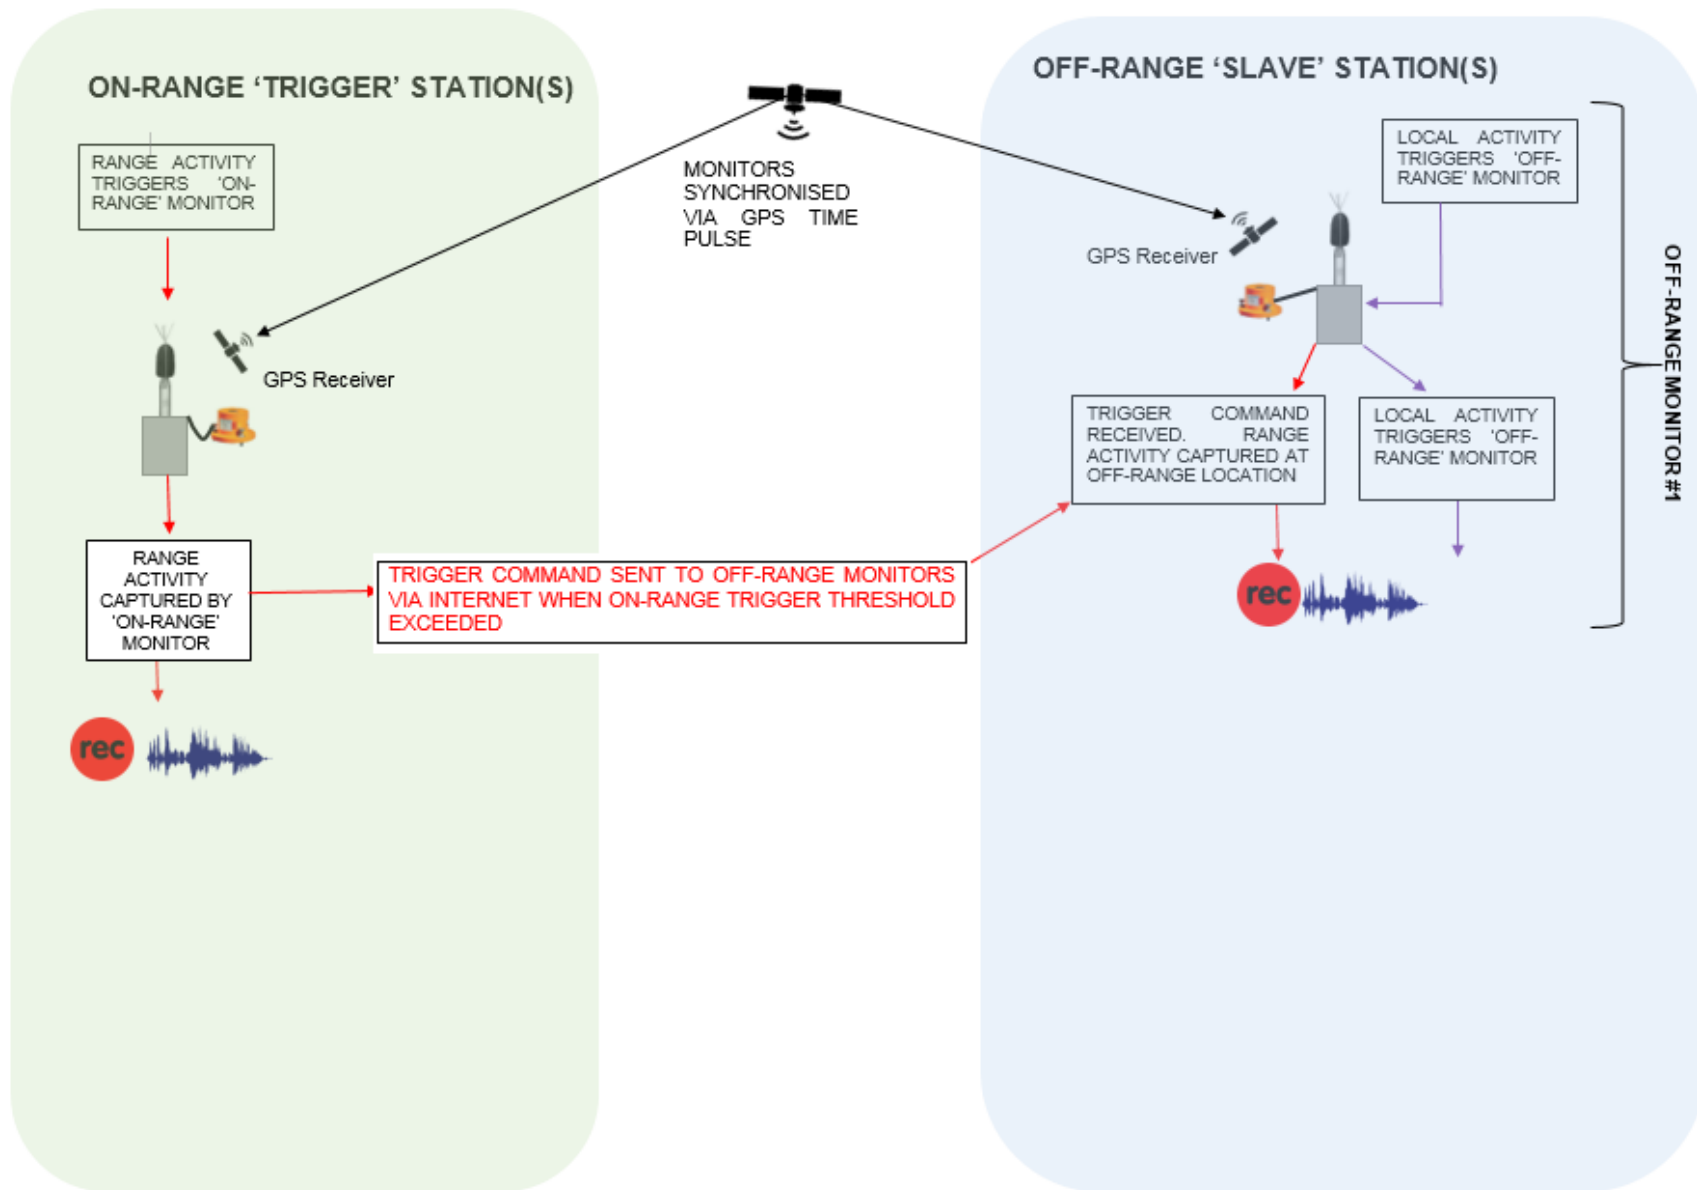 ON-RANGE ‘TRIGGER’ STATION(S)
RANGE ACTIVITY
TRIGGERS ‘ON-
RANGE’ MONITOR
GPS Receiver
RANGE
ACTIVITY
CAPTURED BY
‘ON-RANGE’
MONITOR
rec
MONITORS
SYNCHRONISED
VIA GPS TIME
PULSE
TRIGGER COMMAND SENT TO OFF-RANGE MONITORS
VIA INTERNET WHEN ON-RANGE TRIGGER THRESHOLD
EXCEEDED
OFF-RANGE ‘SLAVE’ STATION(S)
LOCAL ACTIVITY
TRIGGERS ‘OFF-
RANGE’ MONITOR
GPS Receiver
TRIGGER COMMAND
RECEIVED. RANGE
ACTIVITY CAPTURED AT
OFF-RANGE LOCATION
LOCAL ACTIVITY
TRIGGERS ‘OFF-
RANGE’ MONITOR
rec
OFF-RANGE MONITOR #1